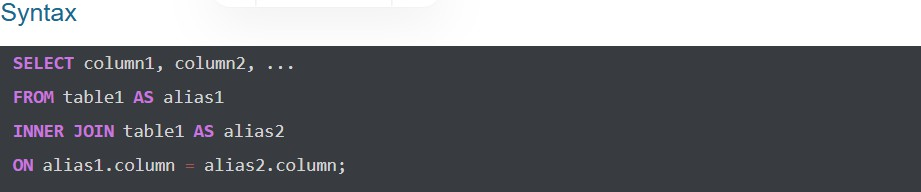 Syntax
SELECT column1, column2, ...
FROM table1 AS alias1
INNER JOIN table1 AS alias2
ON alias1.column = alias2.column;